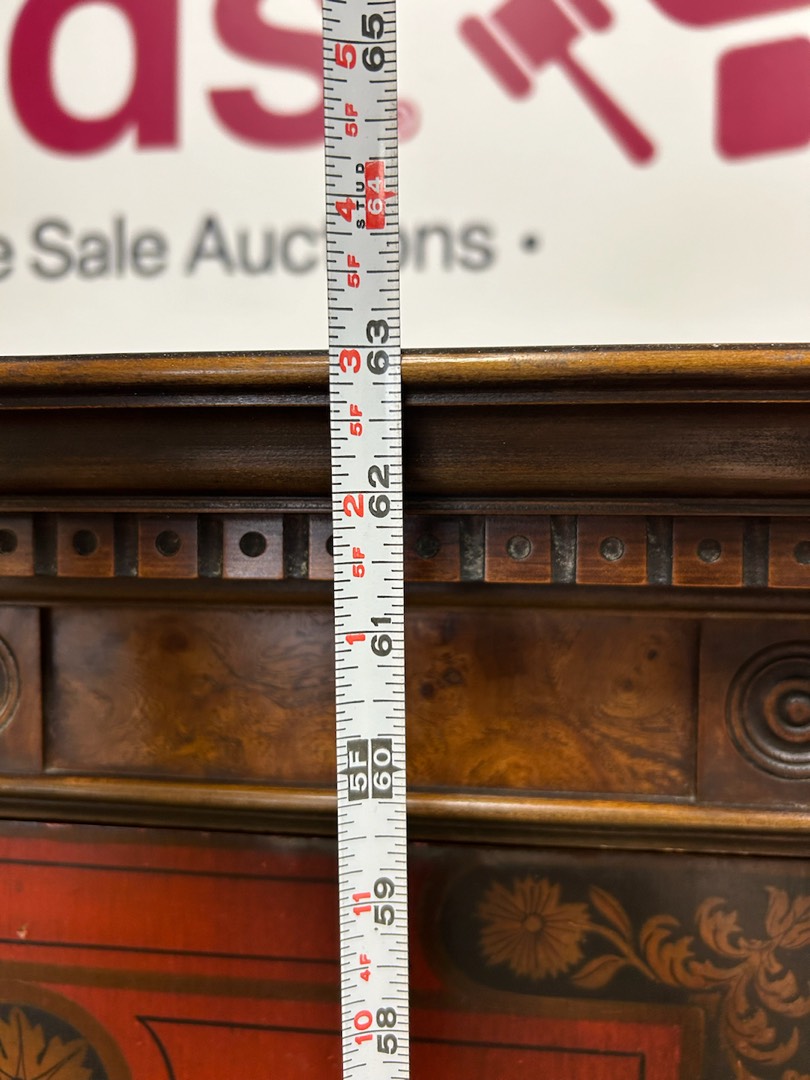 as®
e Sale Auctions •
5 65
5F
4 STUD 64
5F
3 63
5F
2 62
5F
1 61
5F 60
11 59
4F
10 58